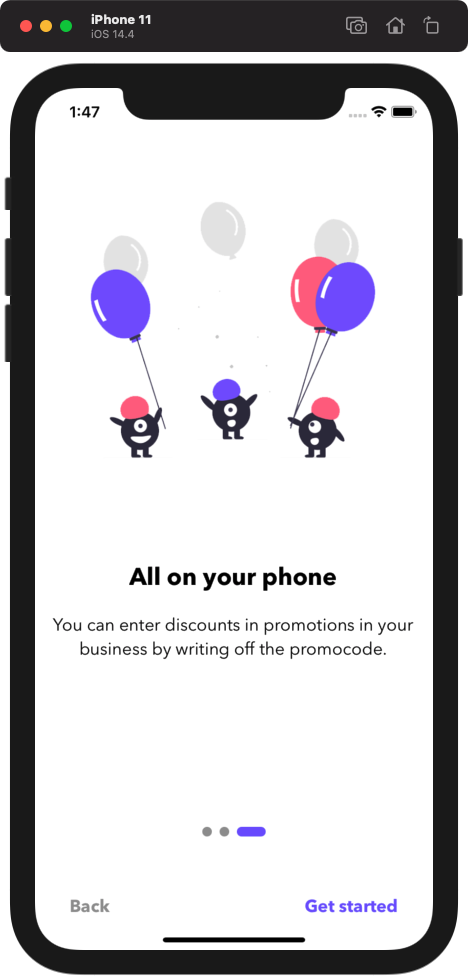 iPhone 11
iOS 14.4
1:47
All on your phone
You can enter discounts in promotions in your
business by writing off the promocode.
Back
Get started